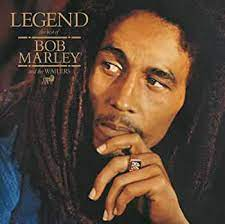 LEGEND
the best of
BOB
MARLEY
and the WAILERS